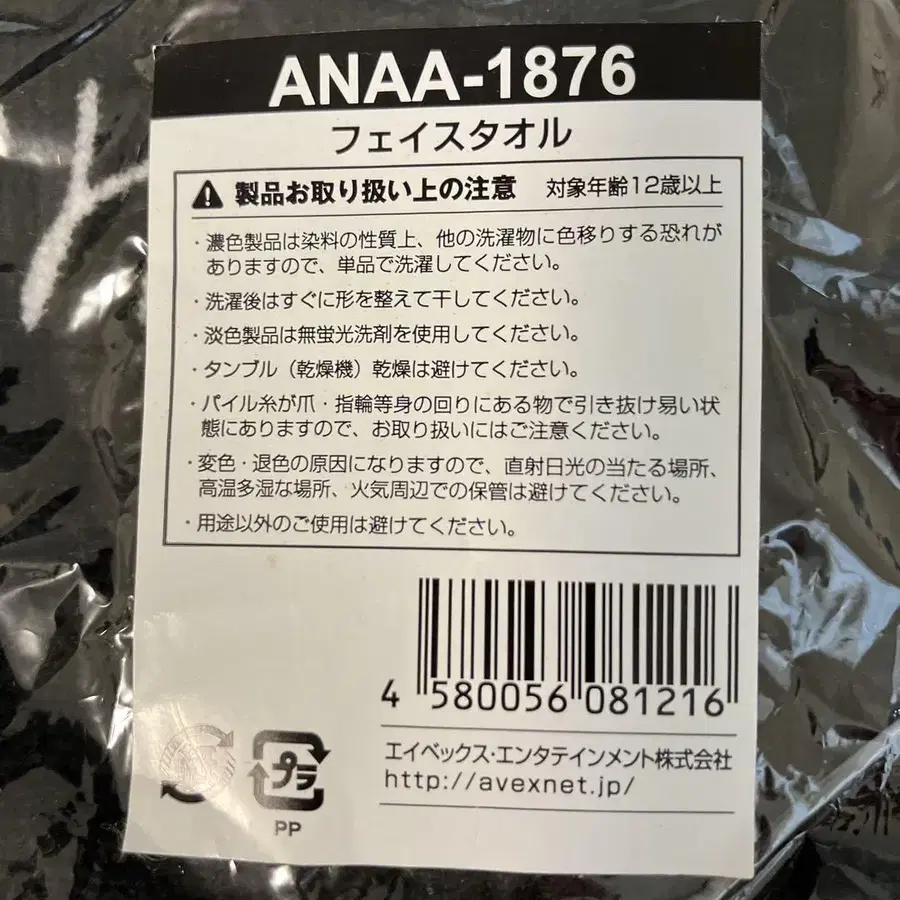 ANAA-1876
フェイスタオル
製品お取り扱い上の注意 対象年齢12歳以上
・濃色製品は染料の性質上、他の洗濯物に色移りする恐れが
ありますので、単品で洗濯してください。
・洗濯後はすぐに形を整えて干してください。
・淡色製品は無蛍光洗剤を使用してください。
・タンブル（乾燥機）乾燥は避けてください。
・パイル糸が爪・指輪等身の回りにある物で引き抜け易い状
態にありますので、お取り扱いにはご注意ください。
・変色・退色の原因になりますので、直射日光の当たる場所、
高温多湿な場所、火気周辺での保管は避けてください。
・用途以外のご使用は避けてください。
4 580056 081216
エイベックス・エンタテインメント株式会社
http://avexnet.jp/
プラ
PP